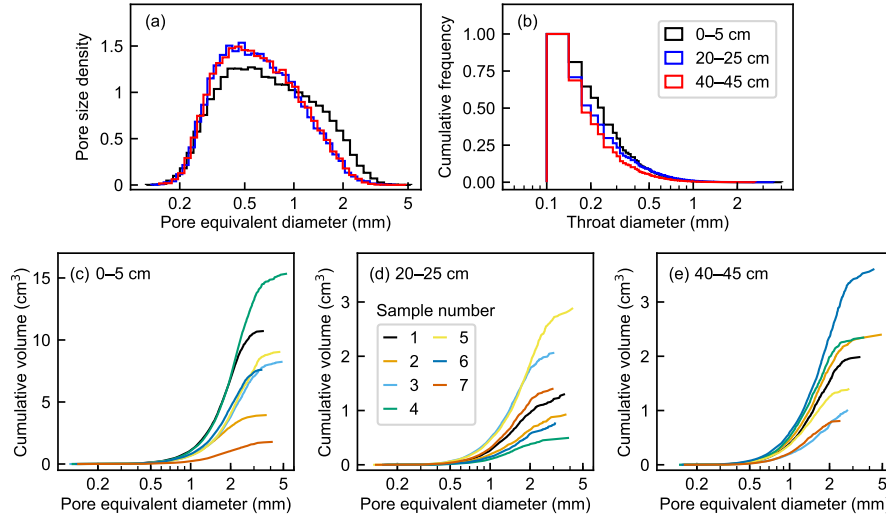 (a)
Pore size density
1.5
1.0
0.5
0
0.2
0.5
1
2
5
Pore equivalent diameter (mm)
(b)
0–5 cm
20–25 cm
40–45 cm
Cumulative frequency
1.00
0.75
0.50
0.25
0.00
0.1
0.2
0.5
1
2
Throat diameter (mm)
(c) 0–5 cm
Cumulative volume (cm³)
15
10
5
0
0.2
0.5
1
2
5
Pore equivalent diameter (mm)
(d) 20–25 cm
Sample number
1
2
3
4
5
6
7
Cumulative volume (cm³)
3
2
1
0
0.2
0.5
1
2
5
Pore equivalent diameter (mm)
(e) 40–45 cm
Cumulative volume (cm³)
3
2
1
0
0.2
0.5
1
2
5
Pore equivalent diameter (mm)